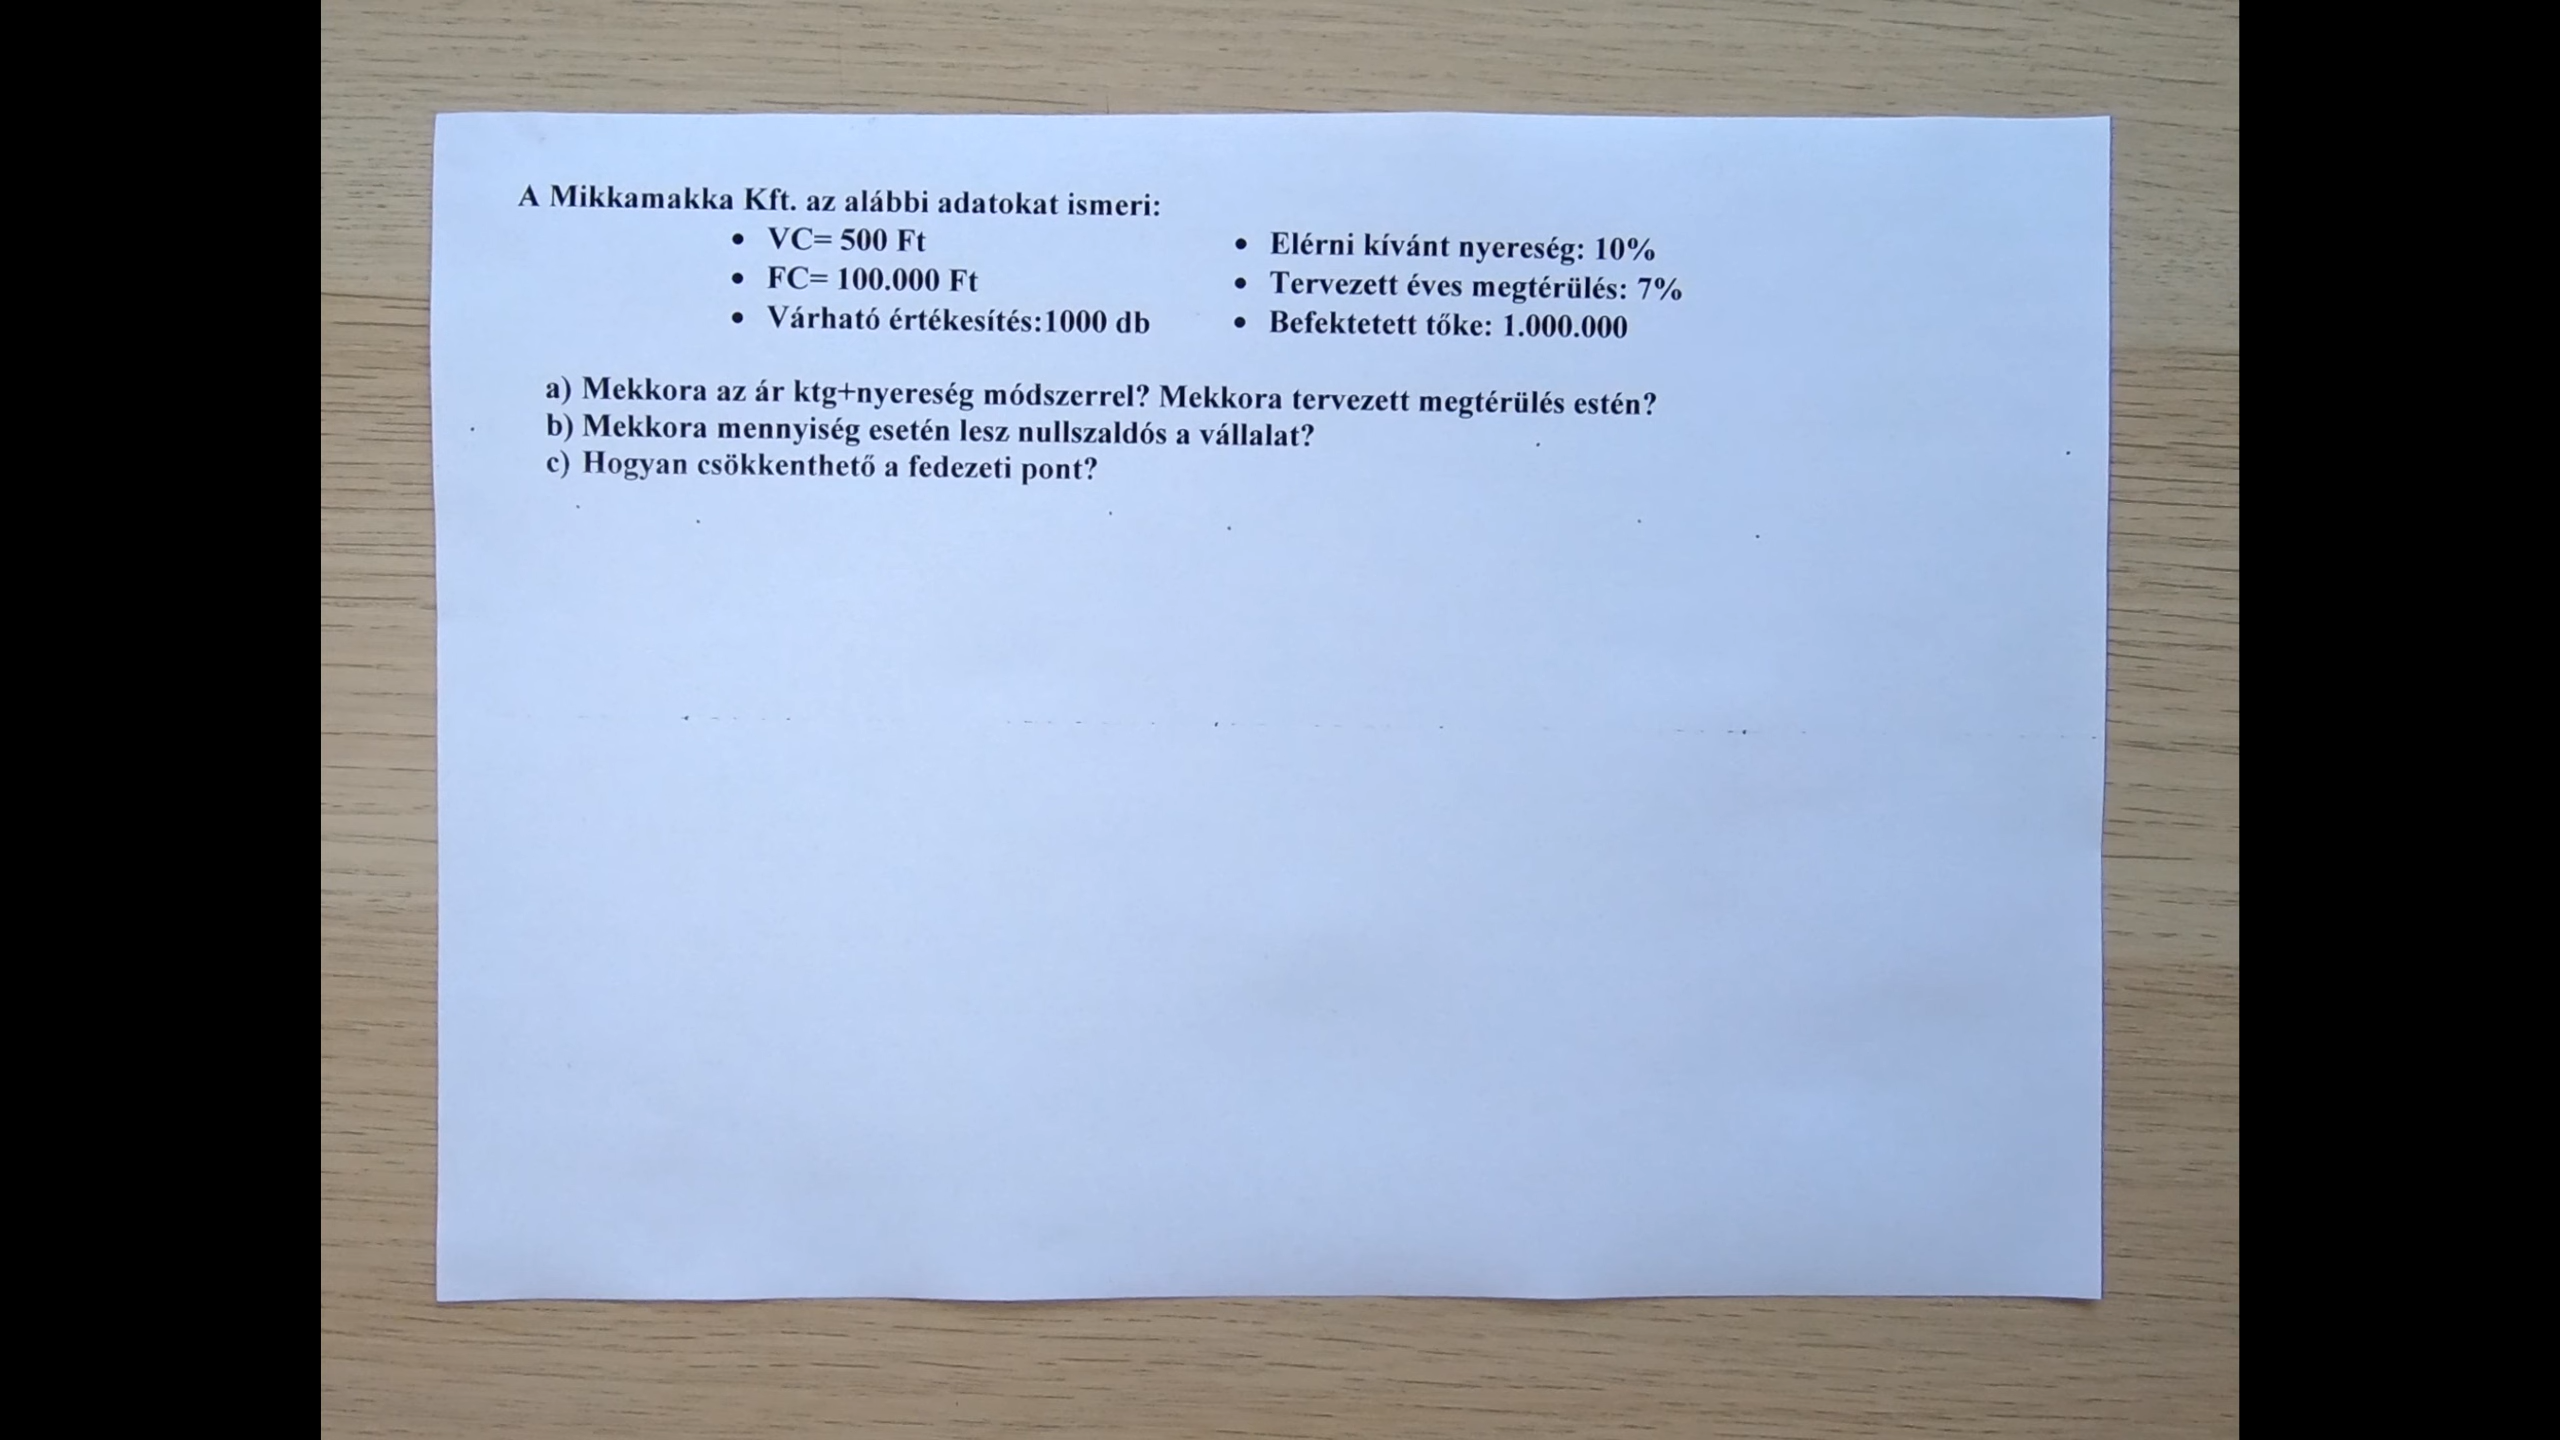 A Mikkamakka Kft. az alábbi adatokat ismeri:
• VC= 500 Ft
• FC= 100.000 Ft
• Várható értékesítés:1000 db
• Elérni kívánt nyereség: 10%
• Tervezett éves megtérülés: 7%
• Befektetett tőke: 1.000.000
a) Mekkora az ár ktg+nyereség módszerrel? Mekkora tervezett megtérülés estén?
b) Mekkora mennyiség esetén lesz nullszaldós a vállalat?
c) Hogyan csökkenthető a fedezeti pont?